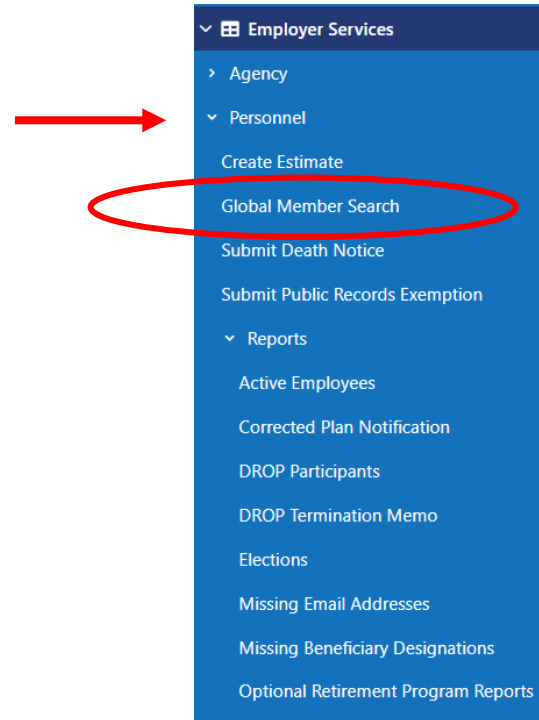 Employer Services
Agency
Personnel
Create Estimate
Global Member Search
Submit Death Notice
Submit Public Records Exemption
Reports
Active Employees
Corrected Plan Notification
DROP Participants
DROP Termination Memo
Elections
Missing Email Addresses
Missing Beneficiary Designations
Optional Retirement Program Reports